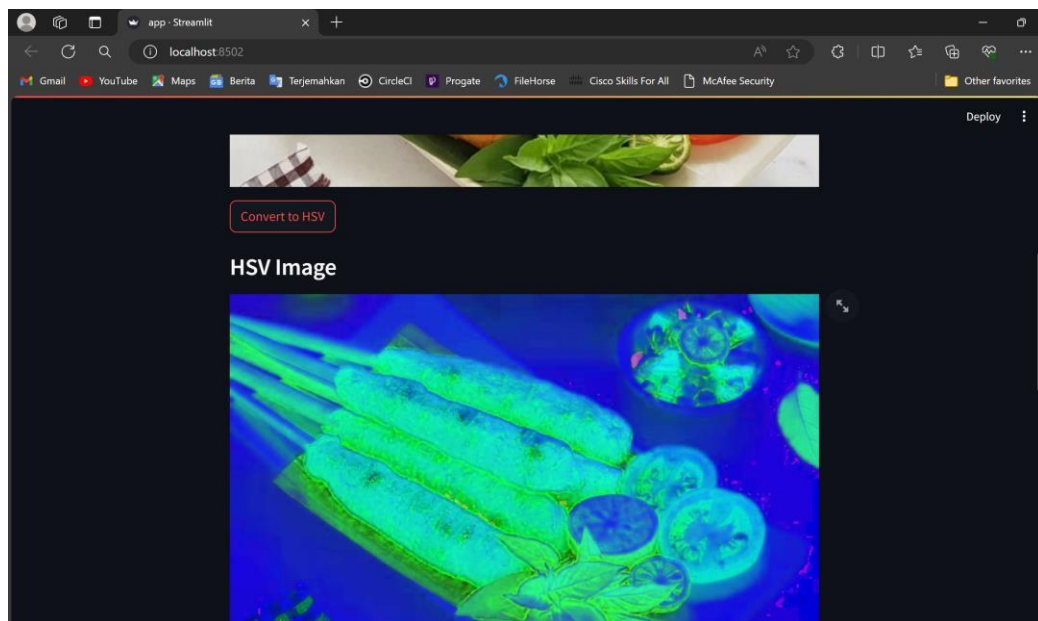 app - Streamlit
localhost:8502
Gmail YouTube Maps Berita Terjemahkan CircleCI Progate FileHorse Cisco Skills For All McAfee Security Other favorites
Deploy
Convert to HSV
HSV Image